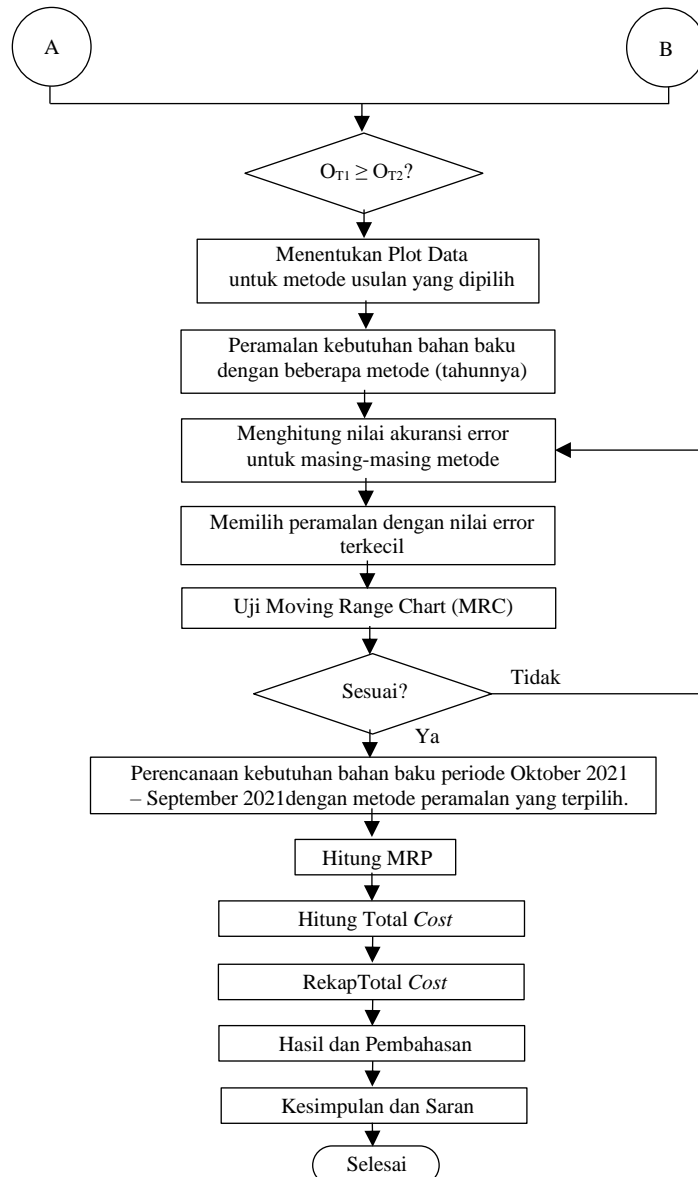 A
B
O_T1 ≥ O_T2?
Menentukan Plot Data
untuk metode usulan yang dipilih
Peramalan kebutuhan bahan baku
dengan beberapa metode (tahunnya)
Menghitung nilai akuransi error
untuk masing-masing metode
Memilih peramalan dengan nilai error
terkecil
Uji Moving Range Chart (MRC)
Sesuai?
Tidak
Ya
Perencanaan kebutuhan bahan baku periode Oktober 2021
– September 2021dengan metode peramalan yang terpilih.
Hitung MRP
Hitung Total Cost
RekapTotal Cost
Hasil dan Pembahasan
Kesimpulan dan Saran
Selesai